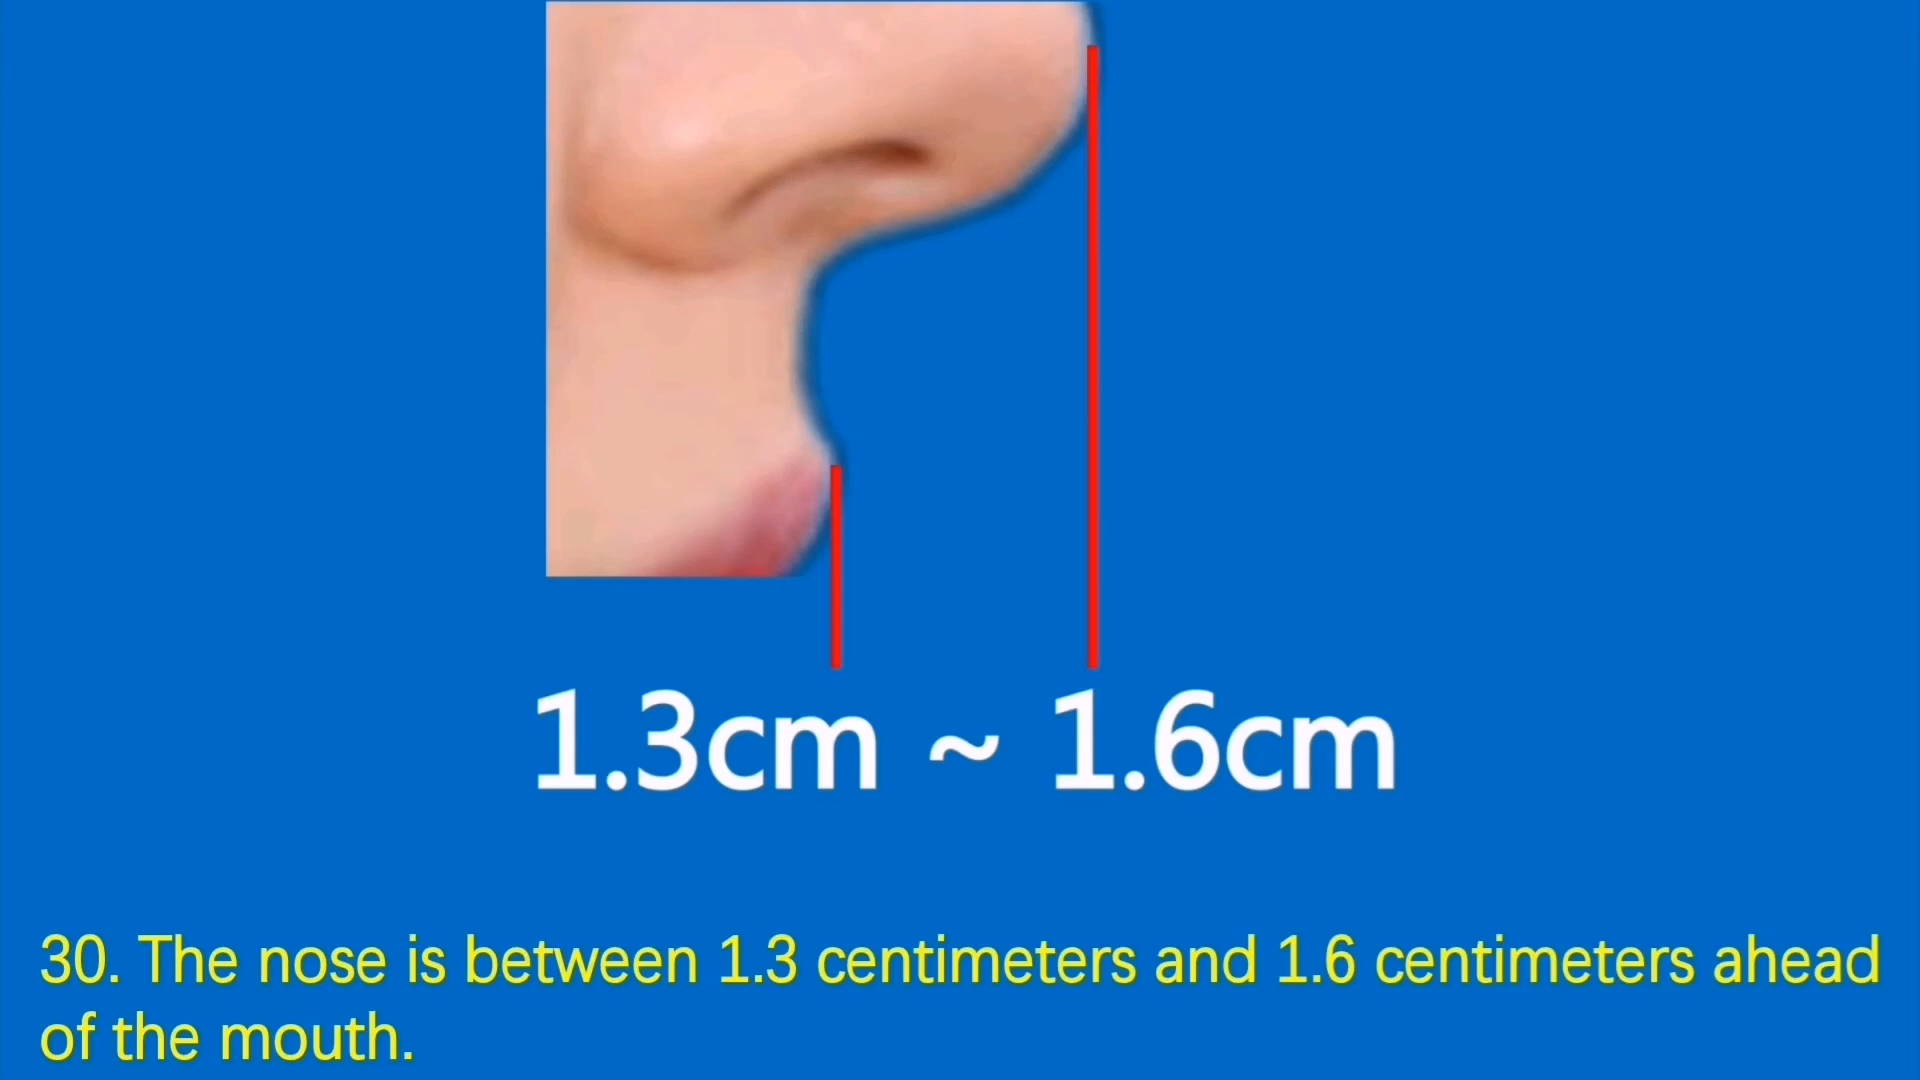 1.3cm ~ 1.6cm
30. The nose is between 1.3 centimeters and 1.6 centimeters ahead
of the mouth.